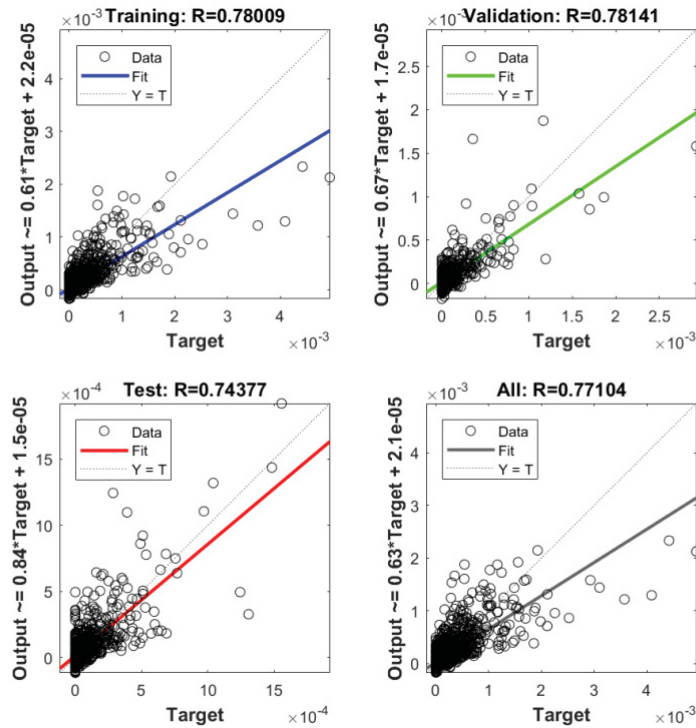 Training: R=0.78009
×10⁻³
Output ~= 0.61*Target + 2.2e-05
4
3
2
1
0
Data
Fit
Y = T
0 1 2 3 4
Target
×10⁻³
Validation: R=0.78141
×10⁻³
Output ~= 0.67*Target + 1.7e-05
2.5
2
1.5
1
0.5
0
Data
Fit
Y = T
0 0.5 1 1.5 2 2.5
Target
×10⁻³
Test: R=0.74377
×10⁻⁴
Output ~= 0.84*Target + 1.5e-05
15
10
5
0
Data
Fit
Y = T
0 5 10 15
Target
×10⁻⁴
All: R=0.77104
×10⁻³
Output ~= 0.63*Target + 2.1e-05
4
3
2
1
0
Data
Fit
Y = T
0 1 2 3 4
Target
×10⁻³